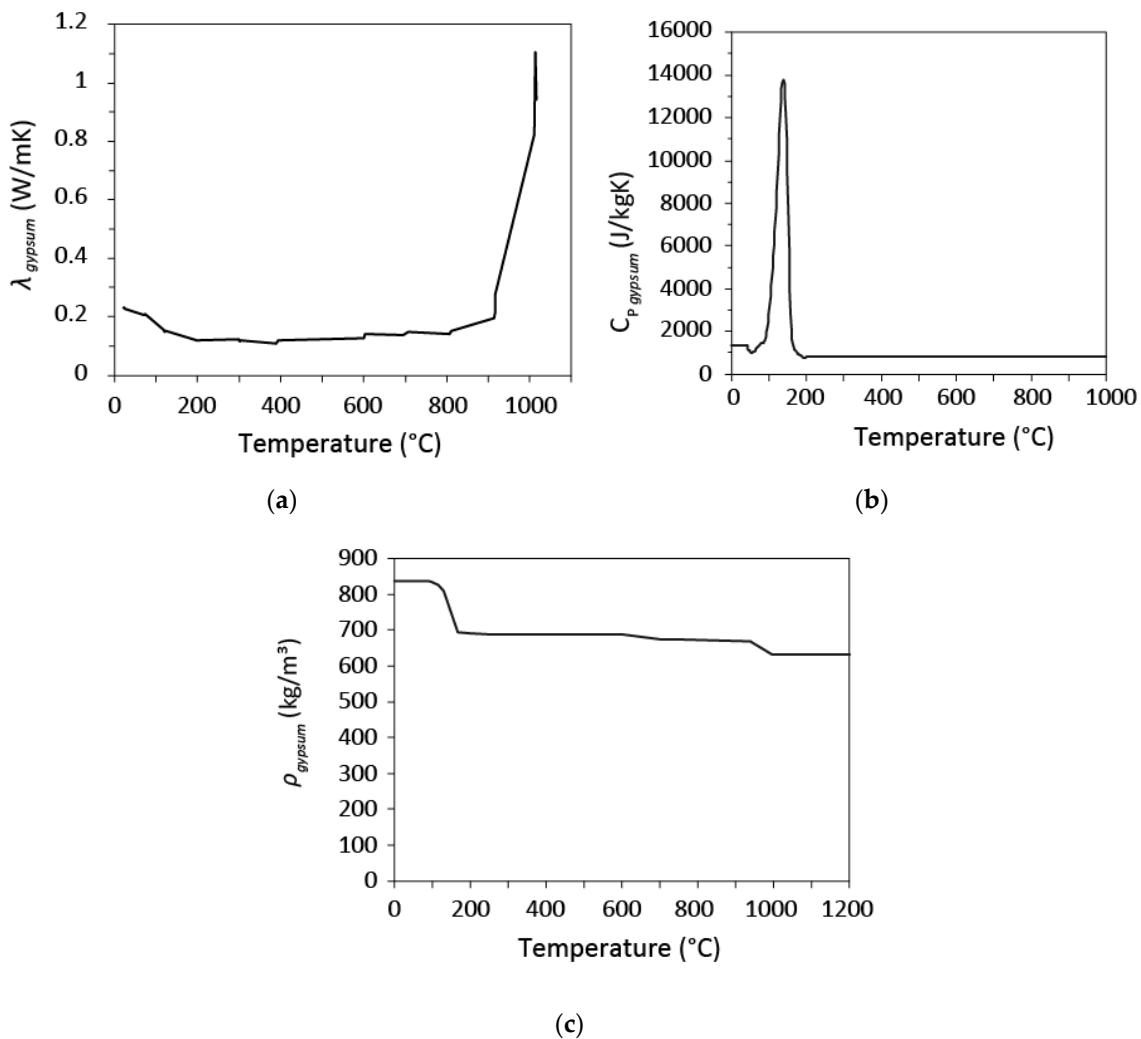 1.2
1
0.8
0.6
0.4
0.2
0
λ gypsum (W/mK)
0 200 400 600 800 1000
Temperature (°C)
(a)
16000
14000
12000
10000
8000
6000
4000
2000
0
CP gypsum (J/kgK)
0 200 400 600 800 1000
Temperature (°C)
(b)
900
800
700
600
500
400
300
200
100
0
ρ gypsum (kg/m³)
0 200 400 600 800 1000 1200
Temperature (°C)
(c)